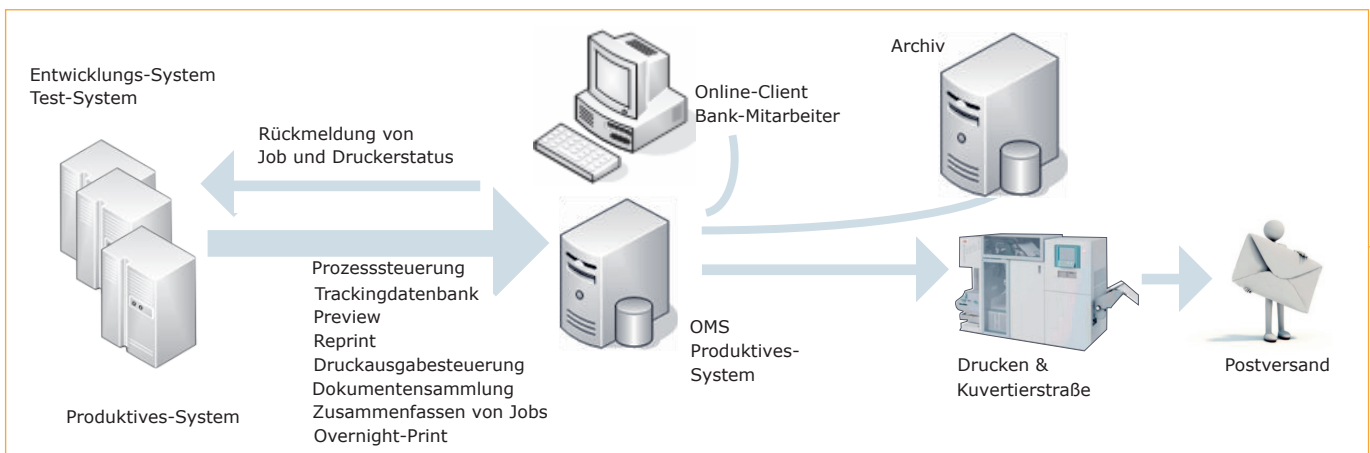 Entwicklungs-System
Test-System
Rückmeldung von
Job und Druckerstatus
Online-Client
Bank-Mitarbeiter
Archiv
Prozesssteuerung
Trackingdatenbank
Preview
Reprint
Druckausgabesteuerung
Dokumentensammlung
Zusammenfassen von Jobs
Overnight-Print
Produktives-System
OMS
Produktives-
System
Drucken &
Kuvertierstraße
Postversand